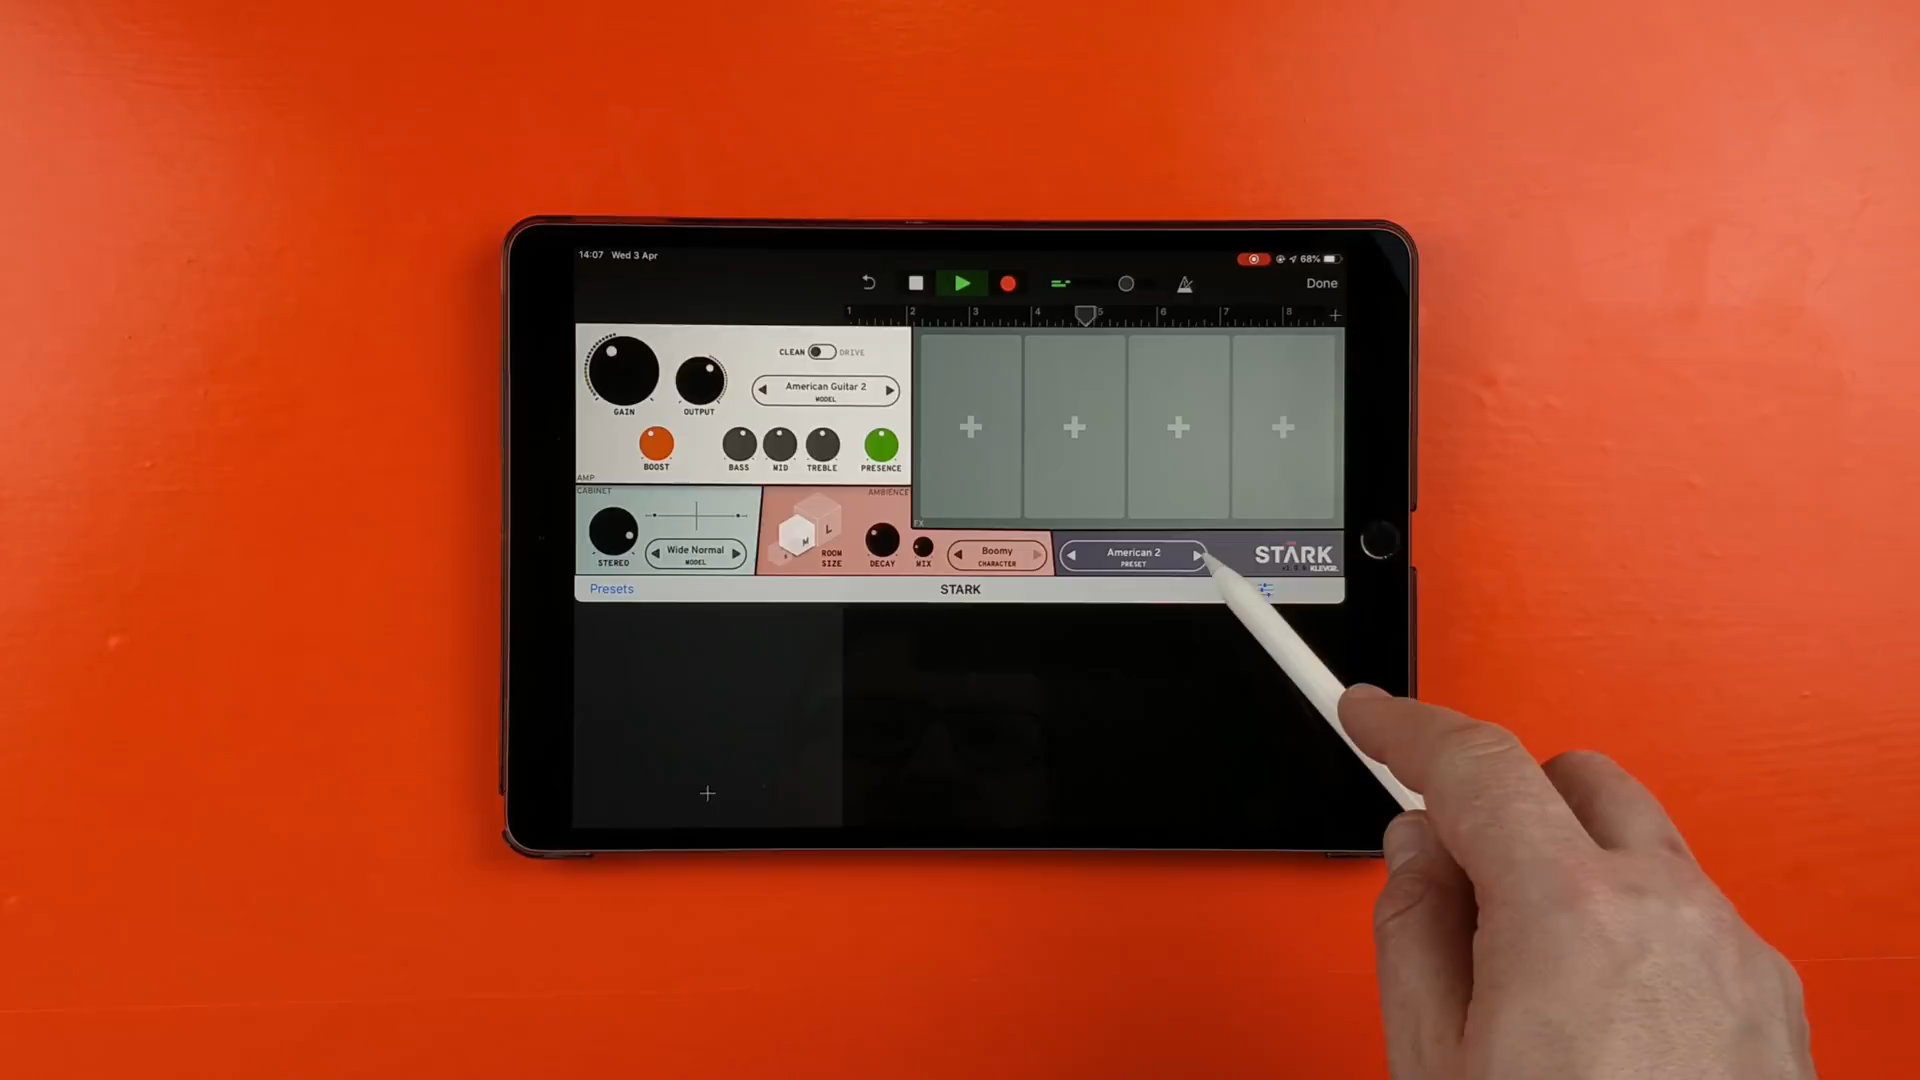 14:07 Wed 3 Apr
68%
Done
1 2 3 4 5 6 7 8
CLEAN DRIVE
American Guitar 2
MODEL
GAIN OUTPUT
BOOST BASS MID TREBLE PRESENCE
AMP
CABINET
AMBIENCE
FX
L
M
S
STEREO
Wide Normal
MODEL
ROOM
SIZE
DECAY MIX
Boomy
CHARACTER
American 2
PRESET
STARK
KLEVGR.
Presets STARK